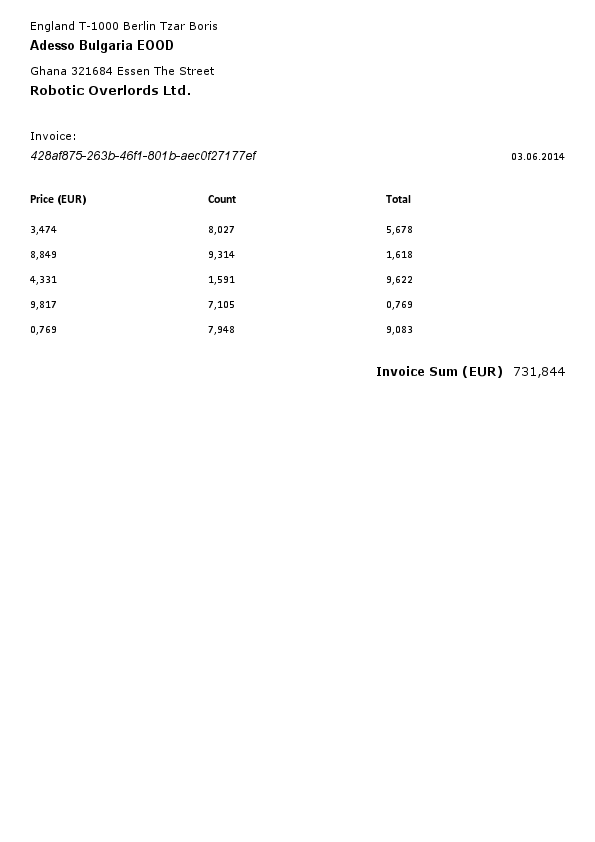 England T-1000 Berlin Tzar Boris
Adesso Bulgaria EOOD
Ghana 321684 Essen The Street
Robotic Overlords Ltd.
Invoice:
428af875-263b-46f1-801b-aec0f27177ef 03.06.2014
Price (EUR) Count Total
3,474 8,027 5,678
8,849 9,314 1,618
4,331 1,591 9,622
9,817 7,105 0,769
0,769 7,948 9,083
Invoice Sum (EUR) 731,844